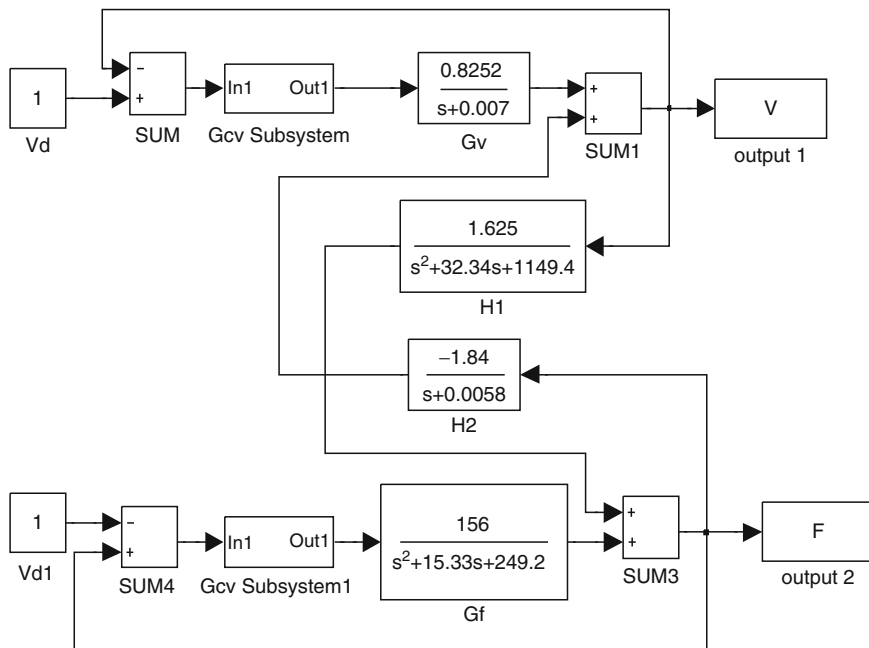 −
+
1
Vd
SUM
In1 Out1
Gcv Subsystem
0.8252
s+0.007
Gv
+
+
SUM1
V
output 1
1.625
s²+32.34s+1149.4
H1
−1.84
s+0.0058
H2
1
Vd1
−
+
SUM4
In1 Out1
Gcv Subsystem1
156
s²+15.33s+249.2
Gf
+
+
SUM3
F
output 2